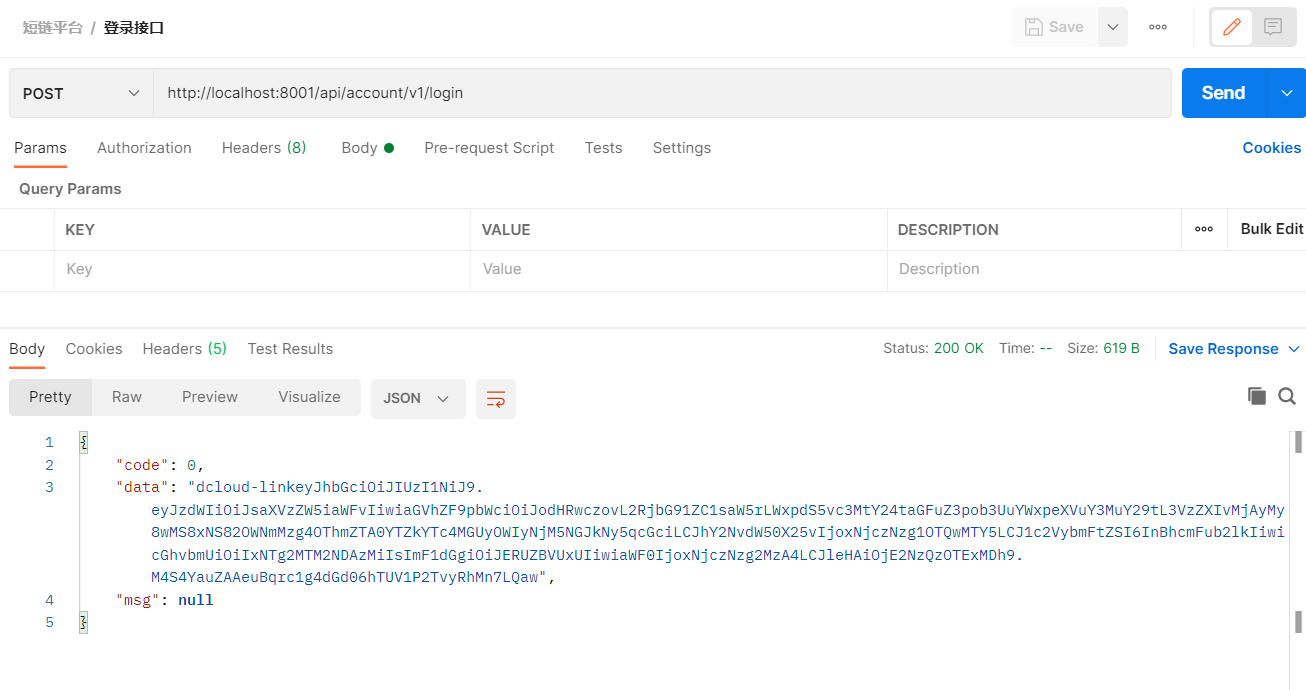 短链平台 / 登录接口
Save
POST
http://localhost:8001/api/account/v1/login
Send
Params Authorization Headers (8) Body Pre-request Script Tests Settings Cookies
Query Params
KEY VALUE DESCRIPTION Bulk Edit
Key Value Description
Body Cookies Headers (5) Test Results Status: 200 OK Time: -- Size: 619 B Save Response
Pretty Raw Preview Visualize JSON
1 {
2 "code": 0,
3 "data": "dcloud-linkeyJhbGciOiJIUzI1NiJ9.
eyJzdWIiOiJsaXVzZW5iaWFvIiwiaGVhZF9pbWciOiJodHRwczovL2RjbG91ZC1saW5rLWxpdS5vc3MtY24taGFuZ3pob3UuYWxpeXVuY3MuY29tL3VzZXIvMjAyMy
8wMS8xNS82OWNmMzg4OThmZTA0YTZkYTc4MGUyOWIyNjM5NGJkNy5qcGciLCJhY2NvdW50X25vIjoxNjczNzg1OTQwMTY5LCJ1c2VybmFtZSI6InBhcmFub2lkIiwi
cGhvbmUiOiIxNTg2MTM2NDAzMiIsImF1dGgiOiJERUZBVUxUIiwiaWF0IjoxNjczNzg2MzA4LCJleHAiOjE2NzQzOTExMDh9.
M4S4YauZAAeuBqrc1g4dGd06hTUV1P2TvyRhMn7LQaw",
4 "msg": null
5 }